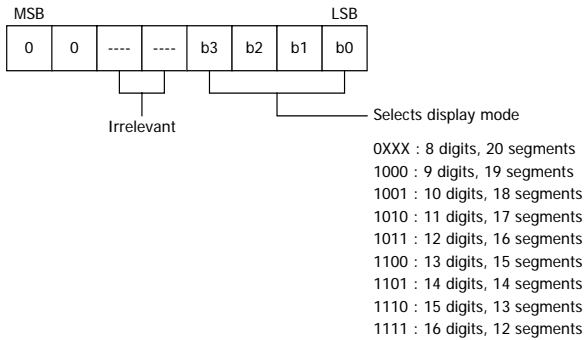 MSB LSB
0 0 ---- ---- b3 b2 b1 b0
Irrelevant
Selects display mode
0XXX : 8 digits, 20 segments
1000 : 9 digits, 19 segments
1001 : 10 digits, 18 segments
1010 : 11 digits, 17 segments
1011 : 12 digits, 16 segments
1100 : 13 digits, 15 segments
1101 : 14 digits, 14 segments
1110 : 15 digits, 13 segments
1111 : 16 digits, 12 segments